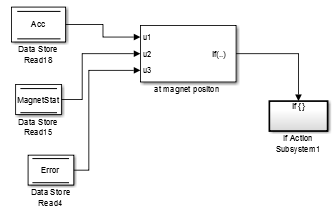 Acc
Data Store
Read18
MagnetStat
Data Store
Read15
Error
Data Store
Read4
u1
u2
u3
If(..)
at magnet positon
If { }
If Action
Subsystem1